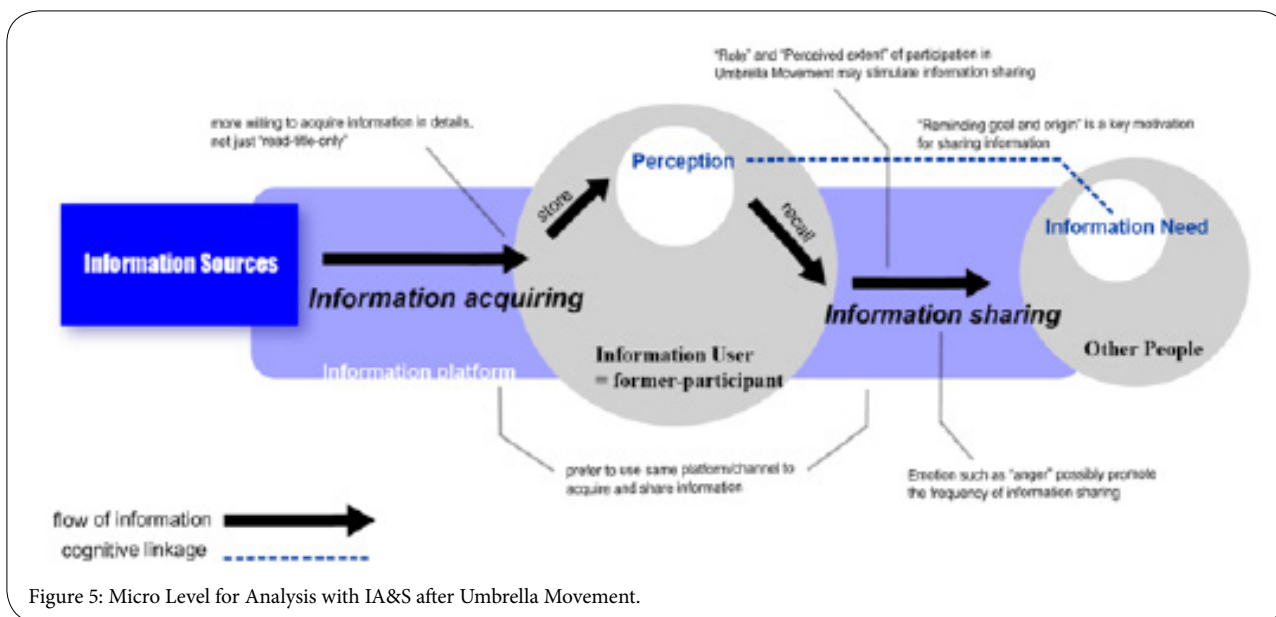 "Role" and "Perceived extent" of participation in
Umbrella Movement may stimulate information sharing
more willing to acquire information in details,
not just "read-title-only"
"Reminding goal and origin" is a key motivation
for sharing information
Perception
store
recall
Information Need
Information Sources
Information acquiring
Information sharing
Information User
= former-participant
Other People
Information platform
prefer to use same platform/channel to
acquire and share information
Emotion such as "anger" possibly promote
the frequency of information sharing
flow of information
cognitive linkage
Figure 5: Micro Level for Analysis with IA&S after Umbrella Movement.